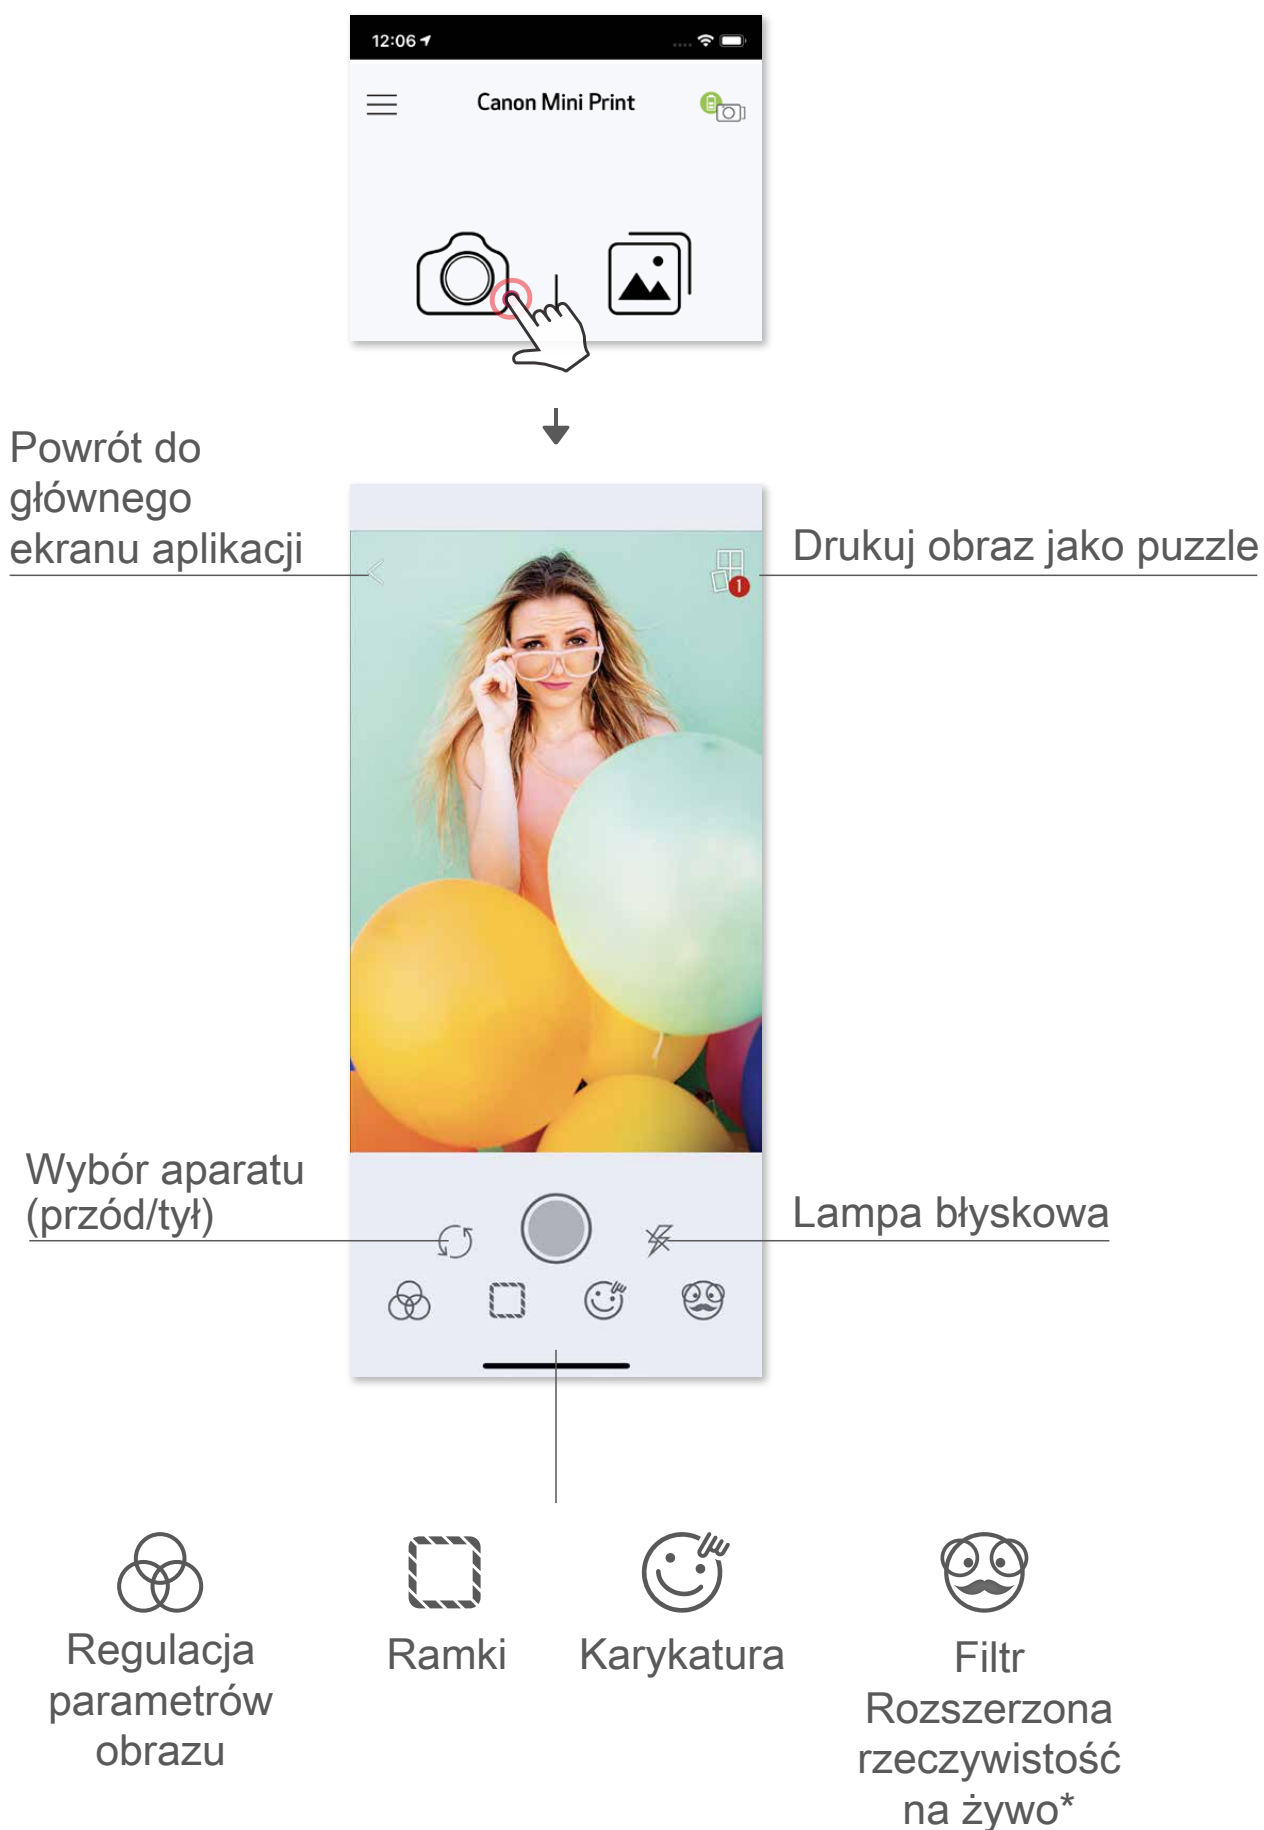 12:06
Canon Mini Print
Powrót do
głównego
ekranu aplikacji
Drukuj obraz jako puzzle
1
Wybór aparatu
(przód/tył)
Lampa błyskowa
Regulacja
parametrów
obrazu
Ramki
Karykatura
Filtr
Rozszerzona
rzeczywistość
na żywo*